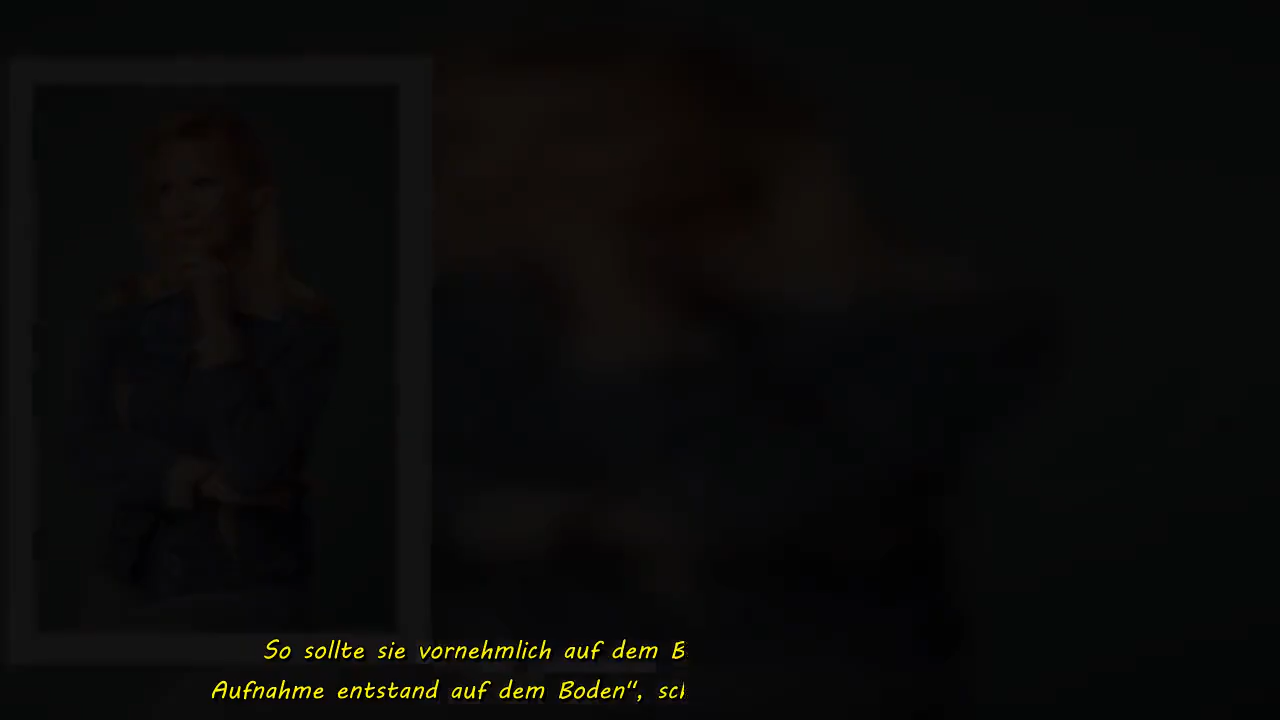 So sollte sie vornehmlich auf dem
Aufnahme entstand auf dem Boden",